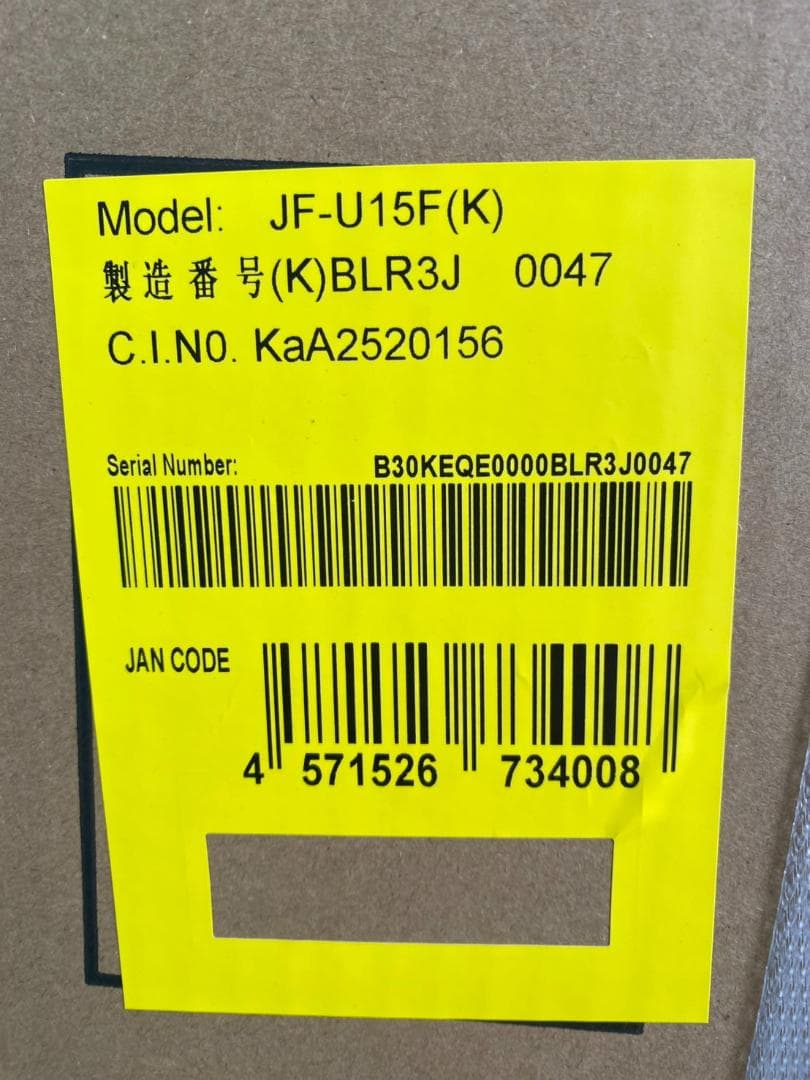 Model: JF-U15F(K)
製造番号(K)BLR3J 0047
C.I.N0. KaA2520156
Serial Number: B30KEQE0000BLR3J0047
JAN CODE
4 571526 734008